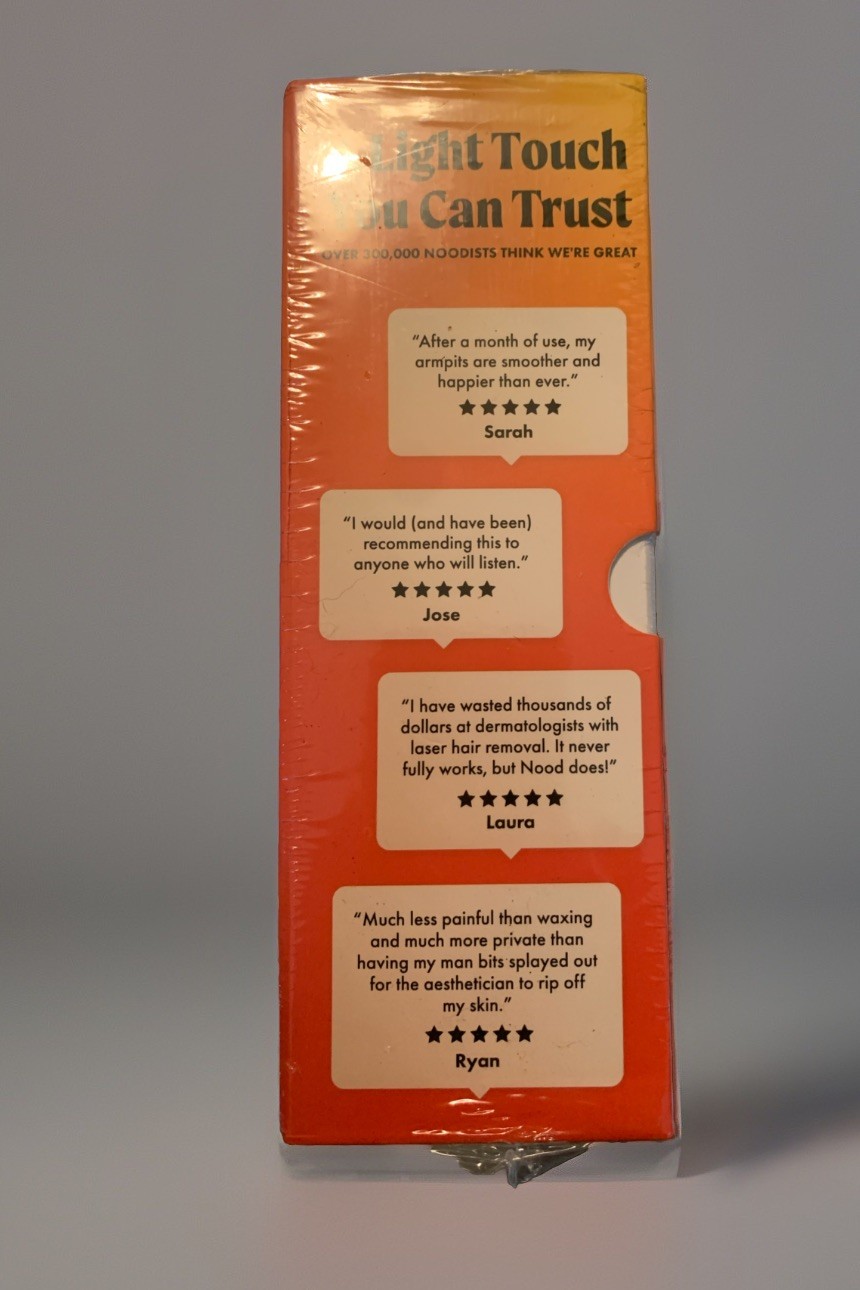 Light Touch
You Can Trust
OVER 300,000 NOODISTS THINK WE'RE GREAT
“After a month of use, my
armpits are smoother and
happier than ever.”
★★★★★
Sarah
“I would (and have been)
recommending this to
anyone who will listen.”
★★★★★
Jose
“I have wasted thousands of
dollars at dermatologists with
laser hair removal. It never
fully works, but Nood does!”
★★★★★
Laura
“Much less painful than waxing
and much more private than
having my man bits splayed out
for the aesthetician to rip off
my skin.”
★★★★★
Ryan